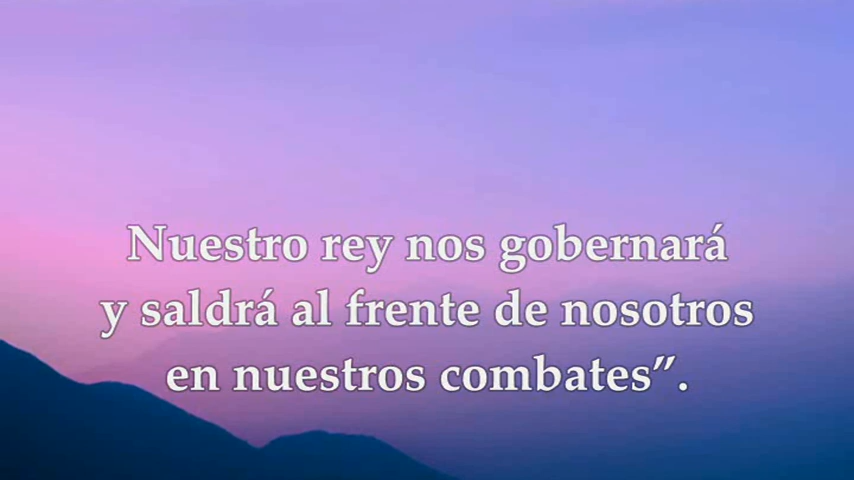 Nuestro rey nos gobernará
y saldrá al frente de nosotros
en nuestros combates”.